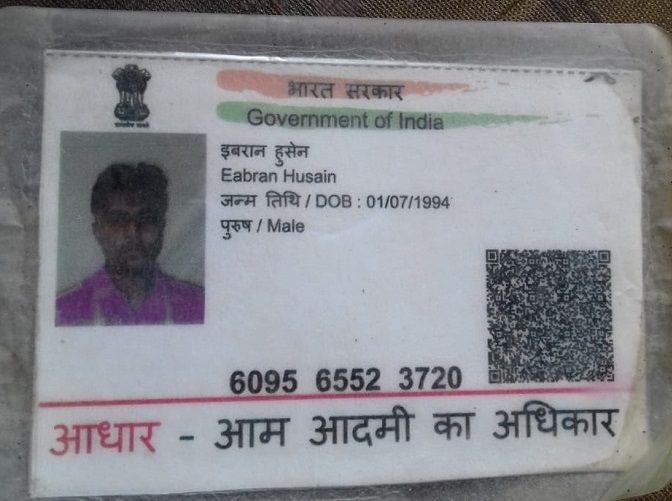 भारत सरकार
Government of India
इबरान हुसेन
Eabran Husain
जन्म तिथि / DOB : 01/07/1994
पुरुष / Male
6095 6552 3720
आधार - आम आदमी का अधिकार